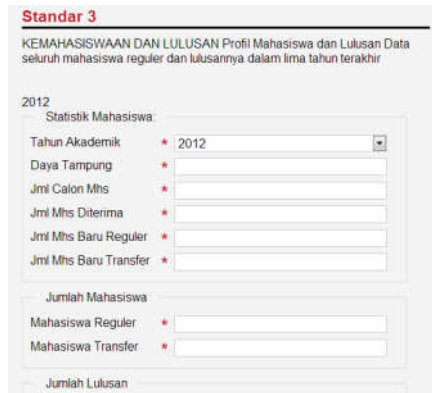 Standar 3
KEMAHASISWAAN DAN LULUSAN Profil Mahasiswa dan Lulusan Data
seluruh mahasiswa reguler dan lulusannya dalam lima tahun terakhir
2012
Statistik Mahasiswa:
Tahun Akademik * 2012
Daya Tampung *
Jml Calon Mhs *
Jml Mhs Diterima *
Jml Mhs Baru Reguler *
Jml Mhs Baru Transfer *
Jumlah Mahasiswa
Mahasiswa Reguler *
Mahasiswa Transfer *
Jumlah Lulusan